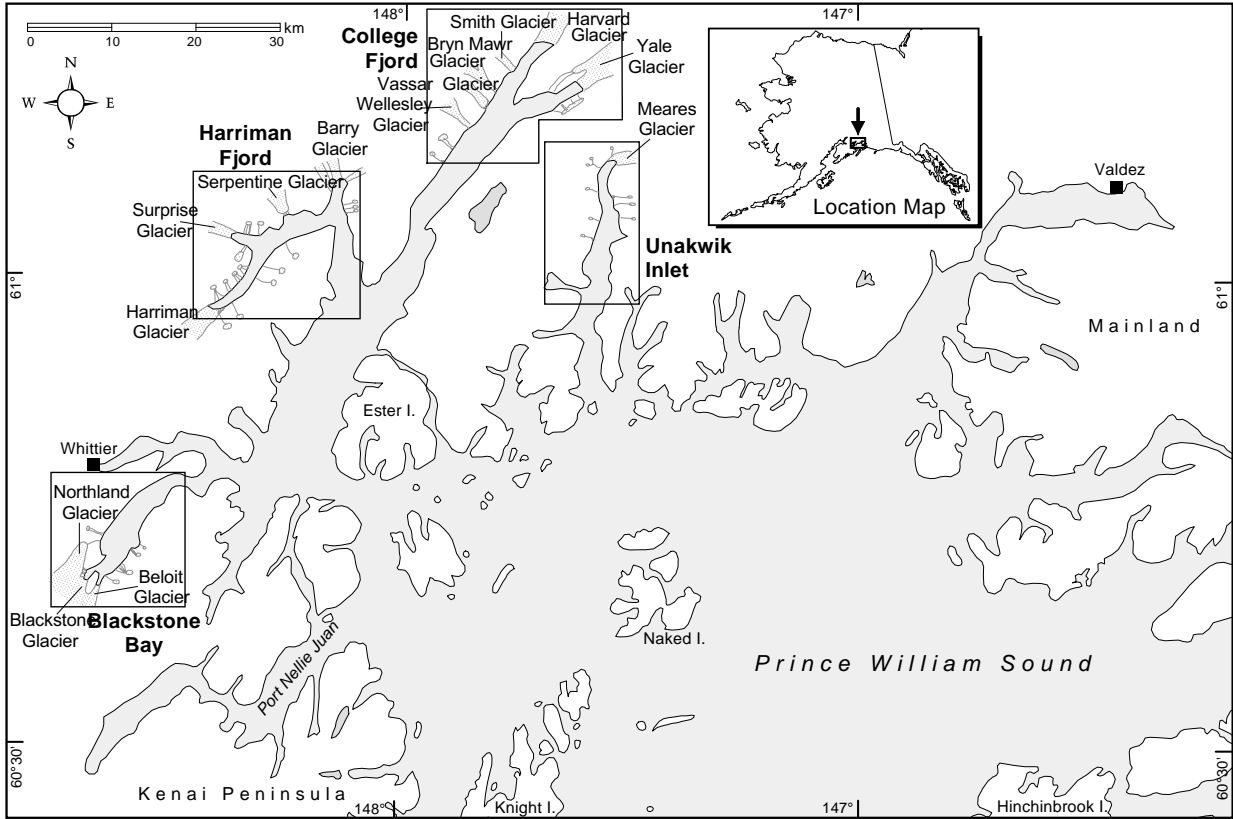 148°
147°
km
0
10
20
30
N
W
E
S
College
Fjord
Smith Glacier
Harvard
Glacier
Bryn Mawr
Glacier
Yale
Glacier
Vassar Glacier
Wellesley
Glacier
Meares
Glacier
Harriman
Fjord
Barry
Glacier
Serpentine Glacier
Surprise
Glacier
Harriman
Glacier
Location Map
Valdez
Unakwik
Inlet
61°
61°
Mainland
Ester I.
Whittier
Northland
Glacier
Beloit
Glacier
Blackstone
Glacier
Blackstone
Bay
Naked I.
Port Nellie Juan
Prince William Sound
60°30'
60°30'
Kenai Peninsula
148°
Knight I.
147°
Hinchinbrook I.